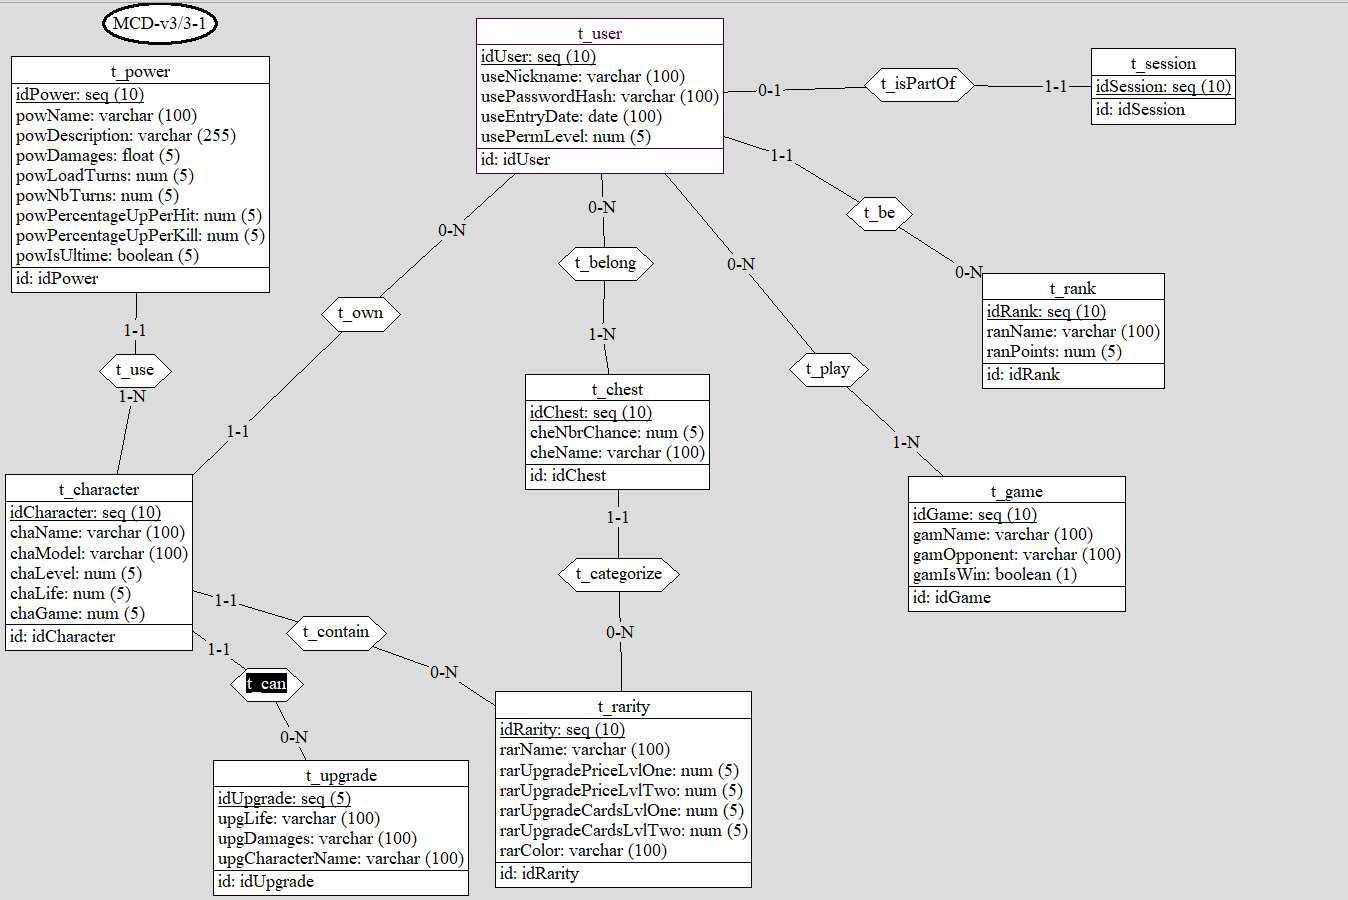 MCD-v3/3-1
t_power
idPower: seq (10)
powName: varchar (100)
powDescription: varchar (255)
powDamages: float (5)
powLoadTurns: num (5)
powNbTurns: num (5)
powPercentageUpPerHit: num (5)
powPercentageUpPerKill: num (5)
powIsUltime: boolean (5)
id: idPower
t_user
idUser: seq (10)
useNickname: varchar (100)
usePasswordHash: varchar (100)
useEntryDate: date (100)
usePermLevel: num (5)
id: idUser
0-1
t_isPartOf
1-1
t_session
idSession: seq (10)
id: idSession
1-1
t_be
0-N
t_rank
idRank: seq (10)
ranName: varchar (100)
ranPoints: num (5)
id: idRank
0-N
t_own
1-1
0-N
t_belong
1-N
0-N
t_play
1-N
1-1
t_use
1-N
t_chest
idChest: seq (10)
cheNbrChance: num (5)
cheName: varchar (100)
id: idChest
t_game
idGame: seq (10)
gamName: varchar (100)
gamOpponent: varchar (100)
gamIsWin: boolean (1)
id: idGame
t_character
idCharacter: seq (10)
chaName: varchar (100)
chaModel: varchar (100)
chaLevel: num (5)
chaLife: num (5)
chaGame: num (5)
id: idCharacter
1-1
t_categorize
0-N
1-1
t_contain
0-N
1-1
t_can
0-N
t_upgrade
idUpgrade: seq (5)
upgLife: varchar (100)
upgDamages: varchar (100)
upgCharacterName: varchar (100)
id: idUpgrade
t_rarity
idRarity: seq (10)
rarName: varchar (100)
rarUpgradePriceLvlOne: num (5)
rarUpgradePriceLvlTwo: num (5)
rarUpgradeCardsLvlOne: num (5)
rarUpgradeCardsLvlTwo: num (5)
rarColor: varchar (100)
id: idRarity